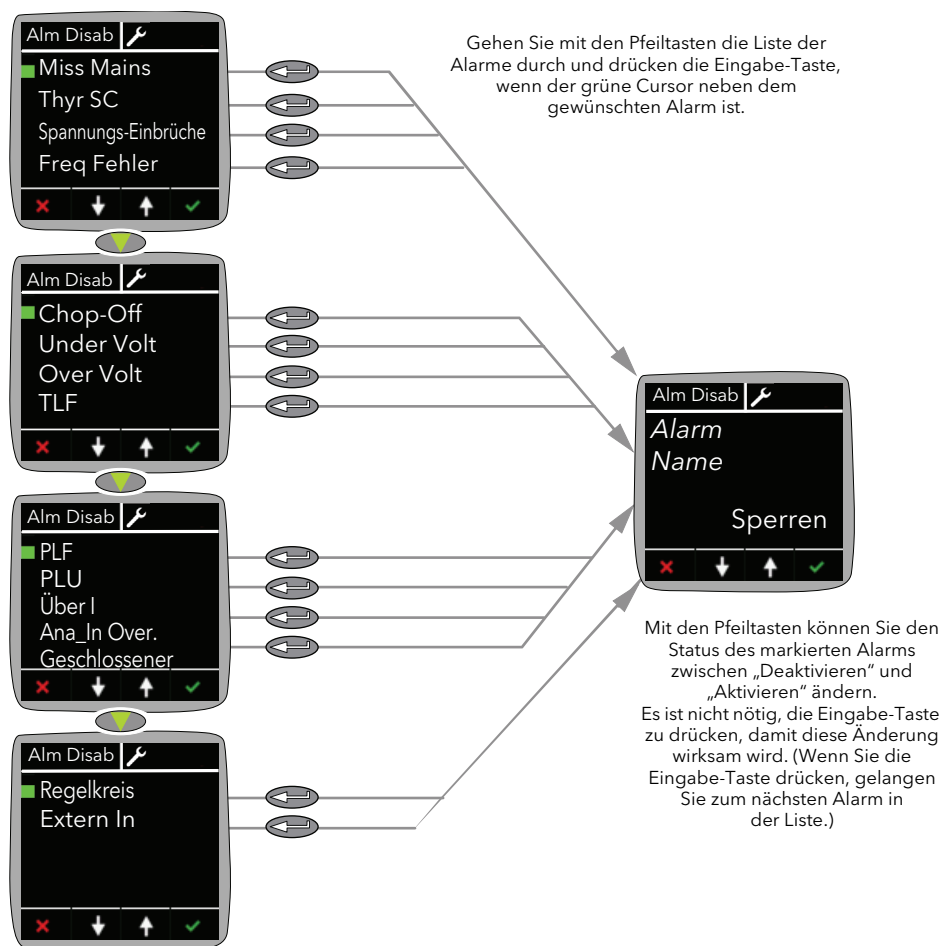 Alm Disab
Miss Mains
Thyr SC
Spannungs-Einbrüche
Freq Fehler
Gehen Sie mit den Pfeiltasten die Liste der
Alarme durch und drücken die Eingabe-Taste,
wenn der grüne Cursor neben dem
gewünschten Alarm ist.
Alm Disab
Chop-Off
Under Volt
Over Volt
TLF
Alm Disab
PLF
PLU
Über I
Ana_In Over.
Geschlossener
Alm Disab
Regelkreis
Extern In
Alm Disab
Alarm
Name
Sperren
Mit den Pfeiltasten können Sie den
Status des markierten Alarms
zwischen „Deaktivieren“ und
„Aktivieren“ ändern.
Es ist nicht nötig, die Eingabe-Taste
zu drücken, damit diese Änderung
wirksam wird. (Wenn Sie die
Eingabe-Taste drücken, gelangen
Sie zum nächsten Alarm in
der Liste.)